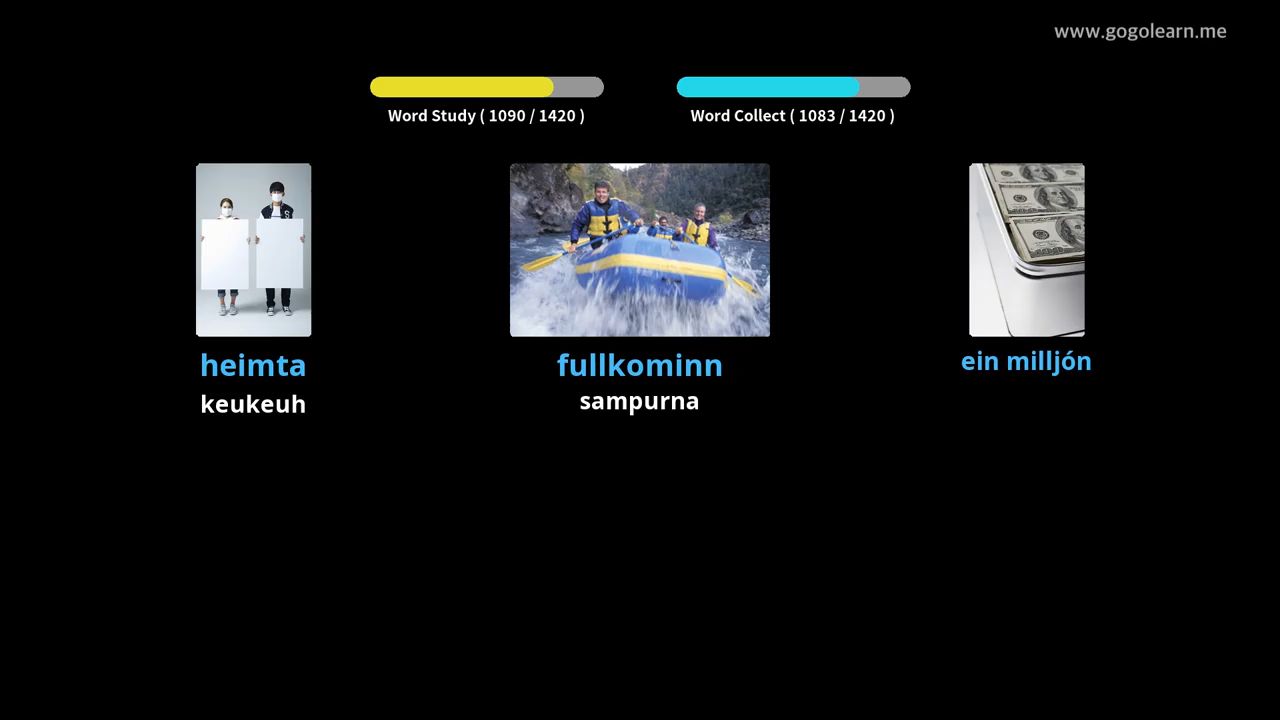 www.gogolearn.me
Word Study ( 1090 / 1420 )
Word Collect ( 1083 / 1420 )
heimta
keukeuh
fullkominn
sampurna
ein milljón